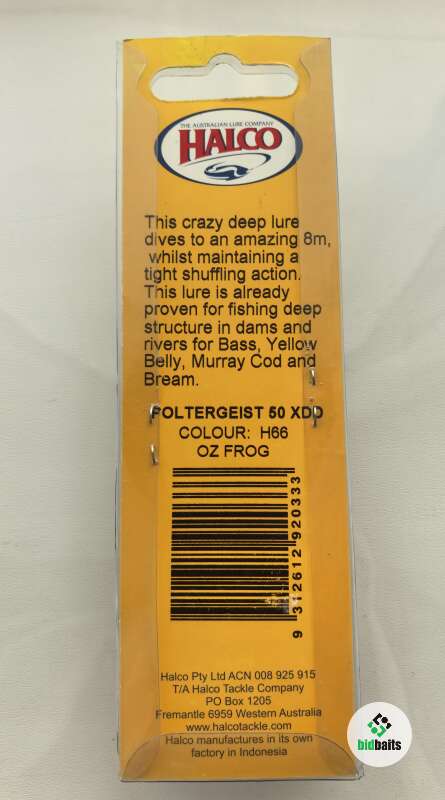 THE AUSTRALIAN LURE COMPANY
HALCO
This crazy deep lure
dives to an amazing 8m,
whilst maintaining a
tight shuffling action.
This lure is already
proven for fishing deep
structure in dams and
rivers for Bass, Yellow
Belly, Murray Cod and
Bream.
POLTERGEIST 50 XDD
COLOUR: H66
OZ FROG
9 312612 920333
Halco Pty Ltd ACN 008 925 915
T/A Halco Tackle Company
PO Box 1205
Fremantle 6959 Western Australia
www.halcotackle.com
Halco manufactures in its own
factory in Indonesia
bidbaits